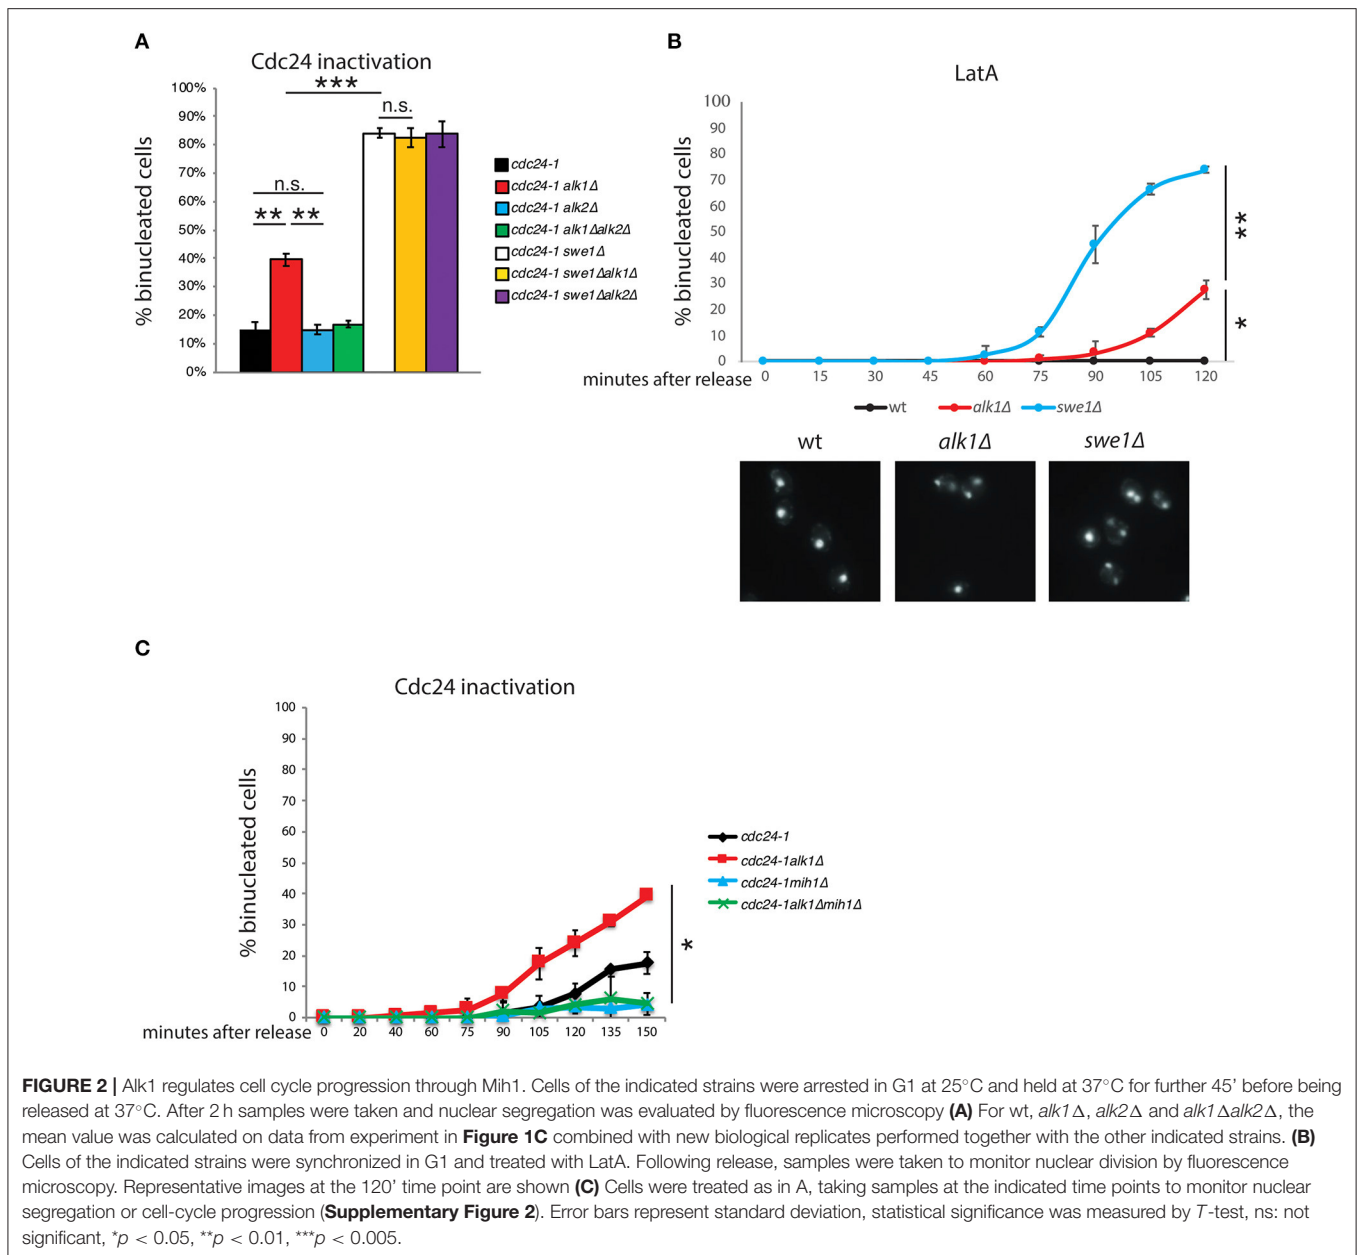 A
Cdc24 inactivation
% binucleated cells
100%
90%
80%
70%
60%
50%
40%
30%
20%
10%
0%
***
n.s.
n.s.
** **
cdc24-1
cdc24-1 alk1Δ
cdc24-1 alk2Δ
cdc24-1 alk1Δalk2Δ
cdc24-1 swe1Δ
cdc24-1 swe1Δalk1Δ
cdc24-1 swe1Δalk2Δ
B
LatA
% binucleated cells
100
90
80
70
60
50
40
30
20
10
0
**
*
minutes after release 0 15 30 45 60 75 90 105 120
wt alk1Δ swe1Δ
wt alk1Δ swe1Δ
C
Cdc24 inactivation
% binucleated cells
100
90
80
70
60
50
40
30
20
10
0
*
cdc24-1
cdc24-1alk1Δ
cdc24-1mih1Δ
cdc24-1alk1Δmih1Δ
minutes after release 0 20 40 60 75 90 105 120 135 150
FIGURE 2 | Alk1 regulates cell cycle progression through Mih1. Cells of the indicated strains were arrested in G1 at 25°C and held at 37°C for further 45' before being
released at 37°C. After 2 h samples were taken and nuclear segregation was evaluated by fluorescence microscopy (A) For wt, alk1Δ, alk2Δ and alk1Δalk2Δ, the
mean value was calculated on data from experiment in Figure 1C combined with new biological replicates performed together with the other indicated strains. (B)
Cells of the indicated strains were synchronized in G1 and treated with LatA. Following release, samples were taken to monitor nuclear division by fluorescence
microscopy. Representative images at the 120' time point are shown (C) Cells were treated as in A, taking samples at the indicated time points to monitor nuclear
segregation or cell-cycle progression (Supplementary Figure 2). Error bars represent standard deviation, statistical significance was measured by T-test, ns: not
significant, *p < 0.05, **p < 0.01, ***p < 0.005.